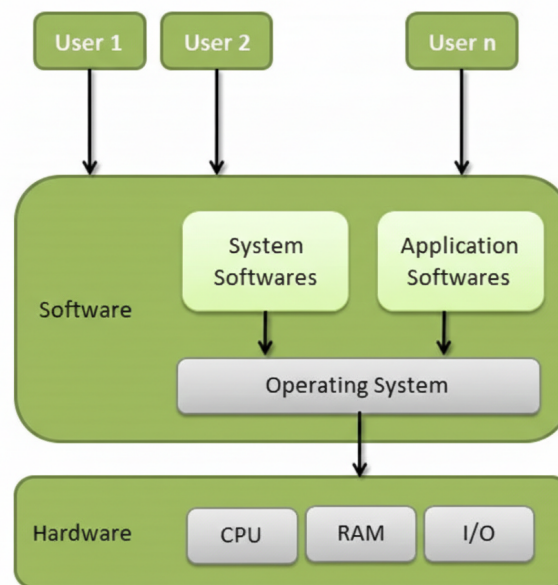 User 1
User 2
User n
System
Softwares
Application
Softwares
Software
Operating System
Hardware
CPU
RAM
I/O